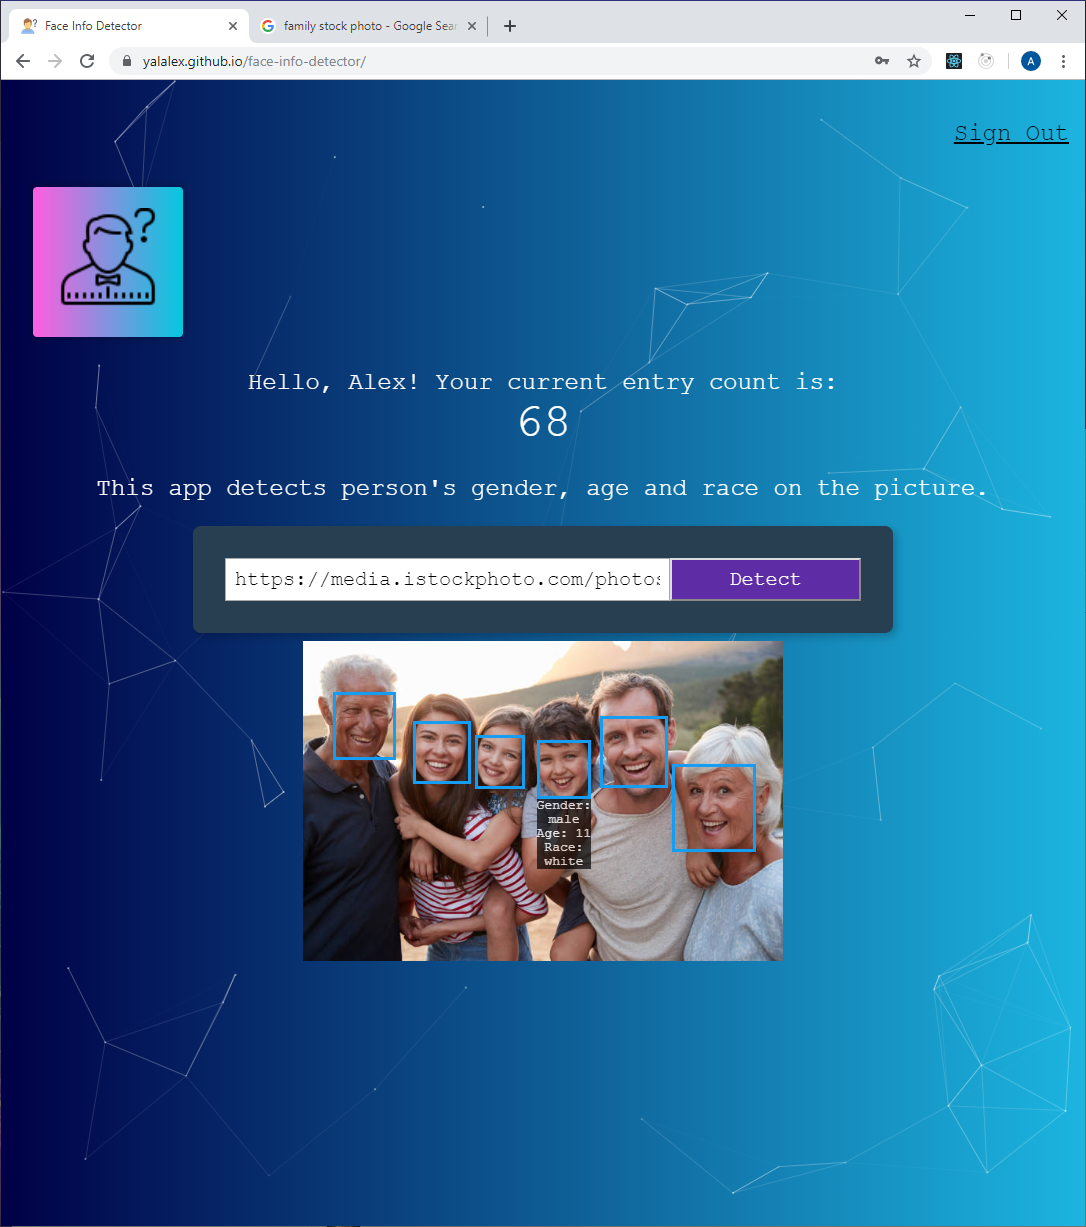 Face Info Detector
family stock photo - Google Sear
yalalex.github.io/face-info-detector/
A
Sign Out
?
Hello, Alex! Your current entry count is:
68
This app detects person's gender, age and race on the picture.
https://media.istockphoto.com/photos
Detect
Gender:
male
Age: 11
Race:
white